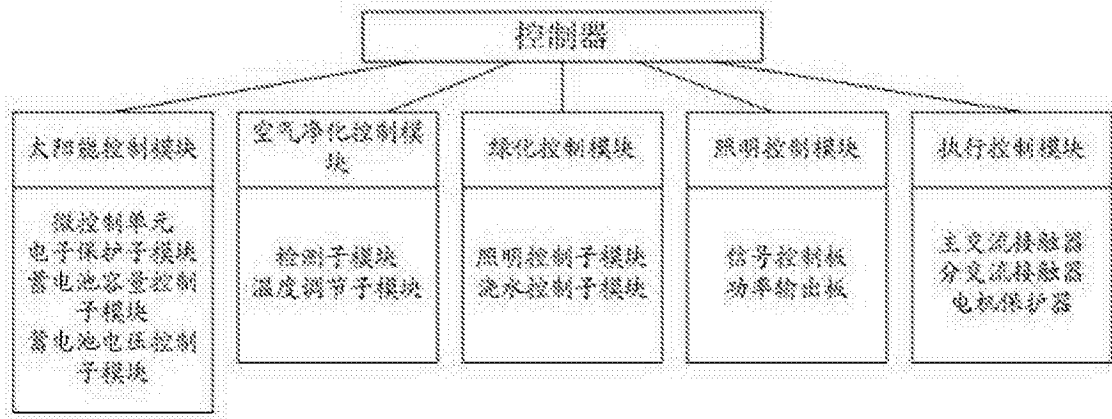 控制器
太阳能控制模块
微控制单元
电子保护子模块
蓄电池容量控制
子模块
蓄电池电压控制
子模块
空气净化控制模
块
检测子模块
温度调节子模块
绿化控制模块
照明控制子模块
浇水控制子模块
照明控制模块
信号控制板
功率输出板
执行控制模块
主交流接触器
分交流接触器
电机保护器